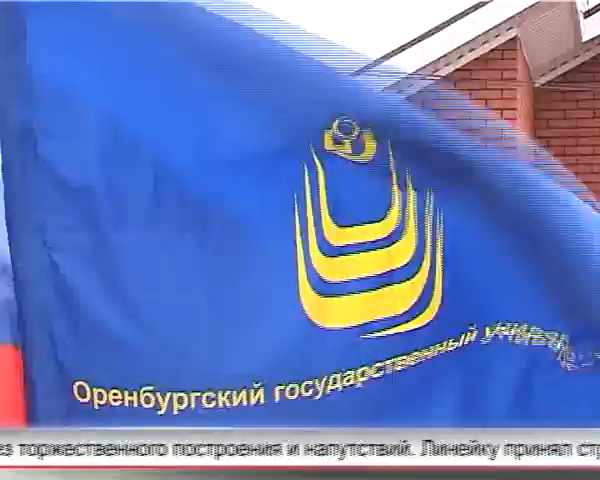 Оренбургский государственный
торжественного построения и напутствий. Линейку принял